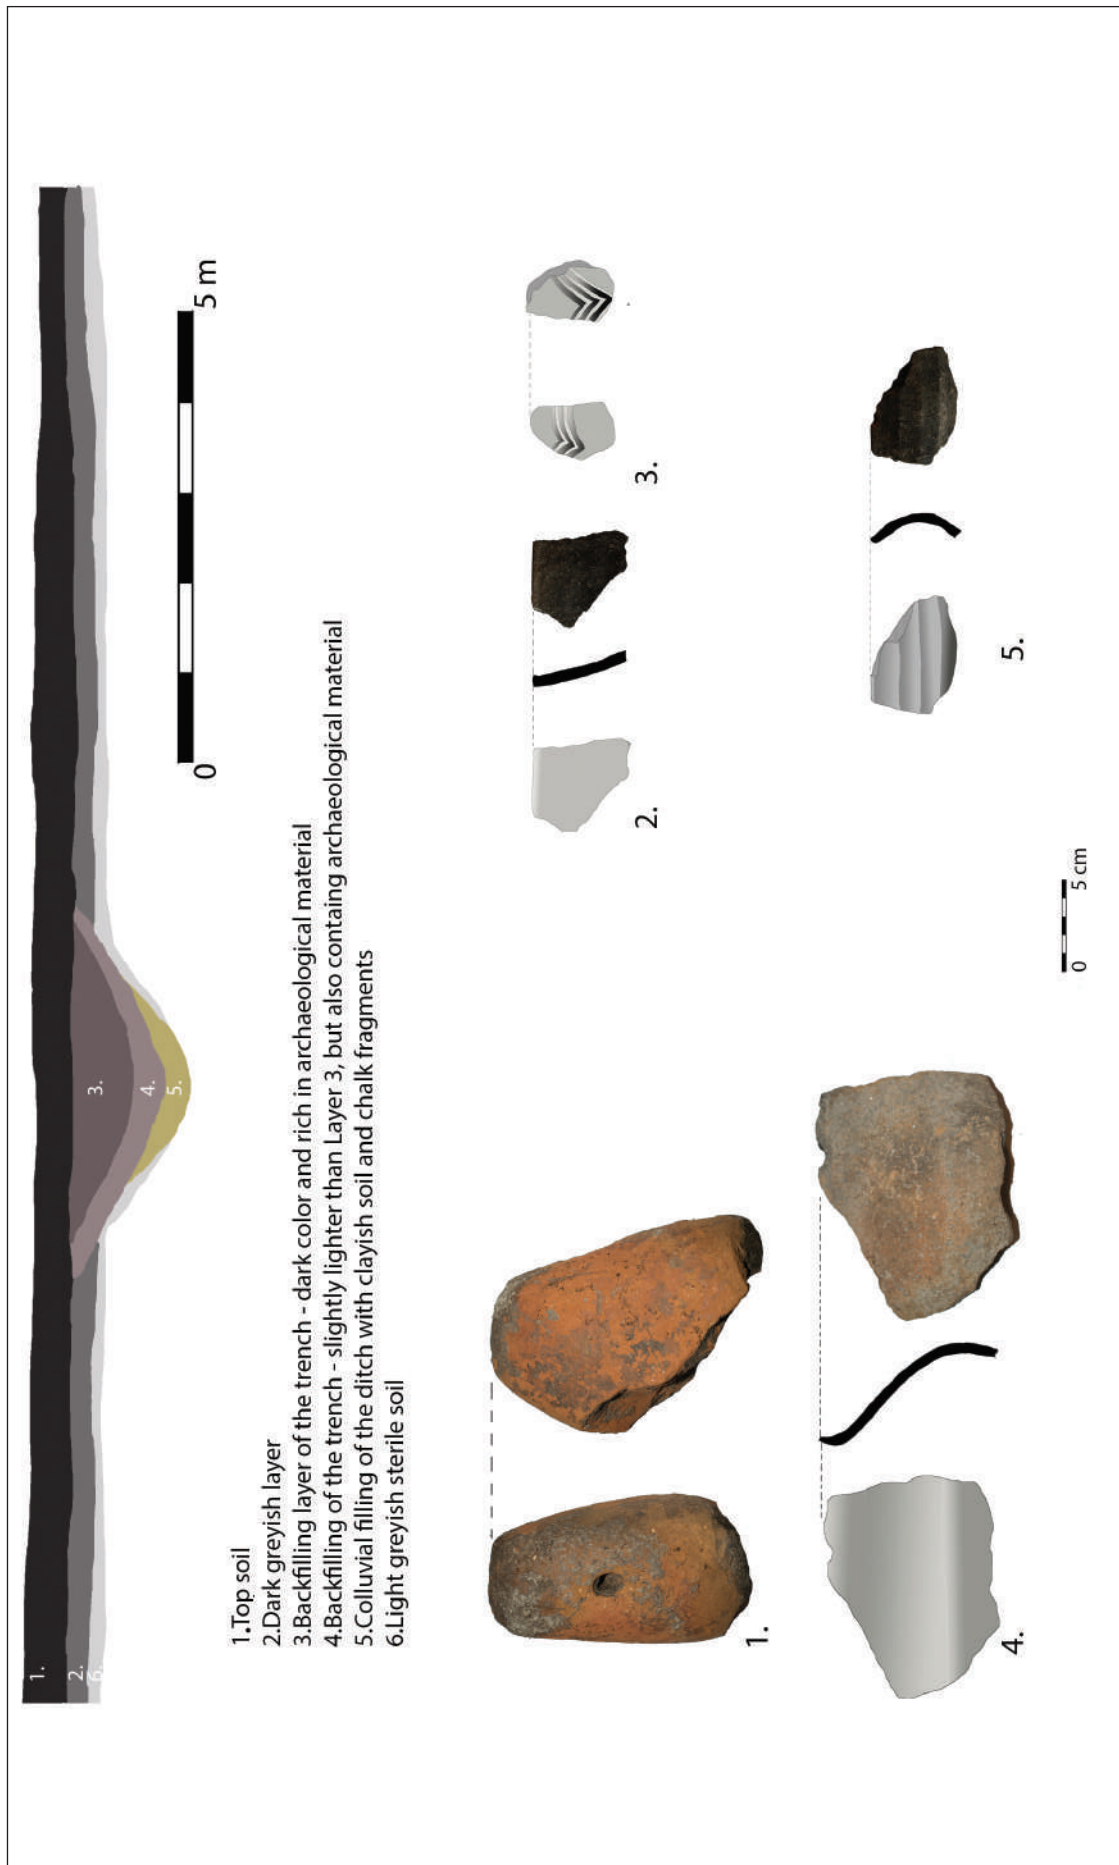 1.
2.
6.
3.
4.
5.
0
5 m
1.Top soil
2.Dark greyish layer
3.Backfilling layer of the trench - dark color and rich in archaeological material
4.Backfilling of the trench - slightly lighter than Layer 3, but also containg archaeological material
5.Colluvial filling of the ditch with clayish soil and chalk fragments
6.Light greyish sterile soil
1.
2.
3.
4.
0
5 cm
5.